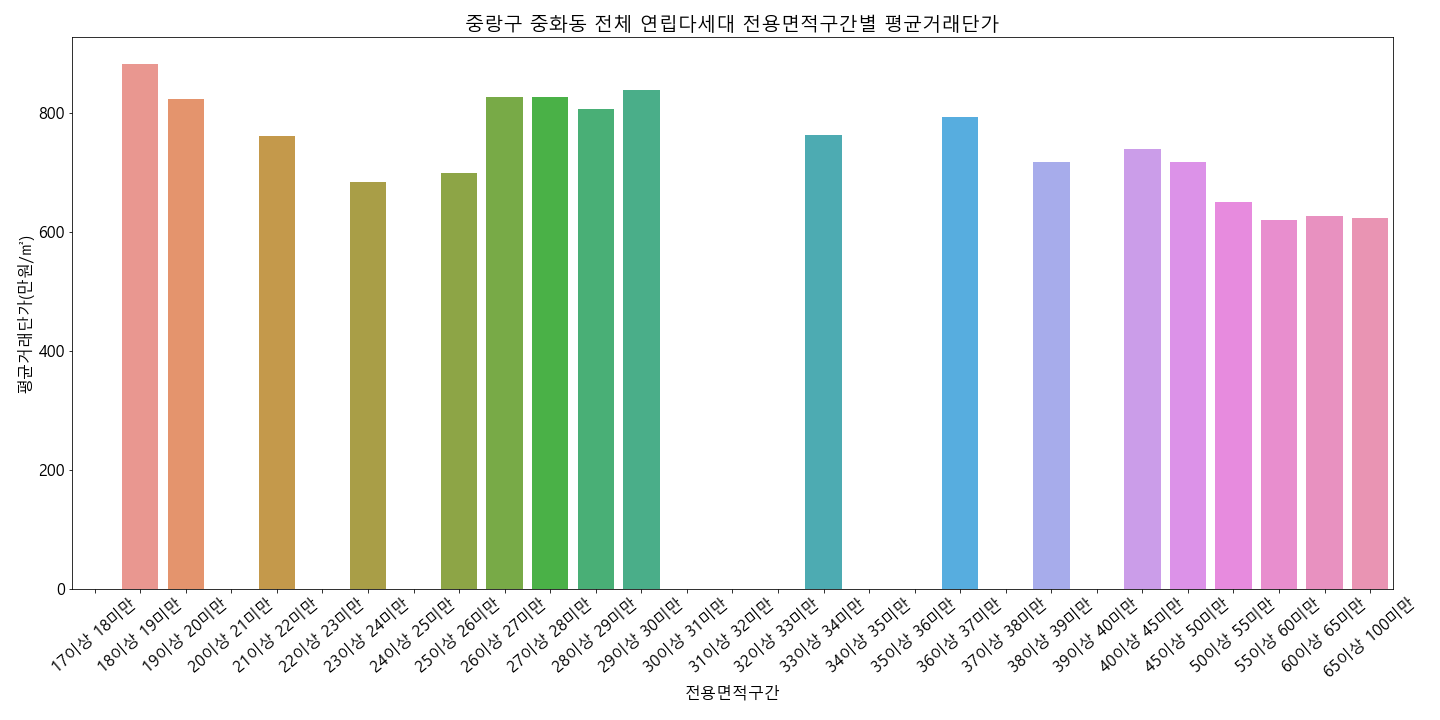 중랑구 중화동 전체 연립다세대 전용면적구간별 평균거래단가
평균거래단가(만원/㎡)
800
600
400
200
0
17이상 18미만
18이상 19미만
19이상 20미만
20이상 21미만
21이상 22미만
22이상 23미만
23이상 24미만
24이상 25미만
25이상 26미만
26이상 27미만
27이상 28미만
28이상 29미만
29이상 30미만
30이상 31미만
31이상 32미만
32이상 33미만
33이상 34미만
34이상 35미만
35이상 36미만
36이상 37미만
37이상 38미만
38이상 39미만
39이상 40미만
40이상 45미만
45이상 50미만
50이상 55미만
55이상 60미만
60이상 65미만
65이상 100미만
전용면적구간